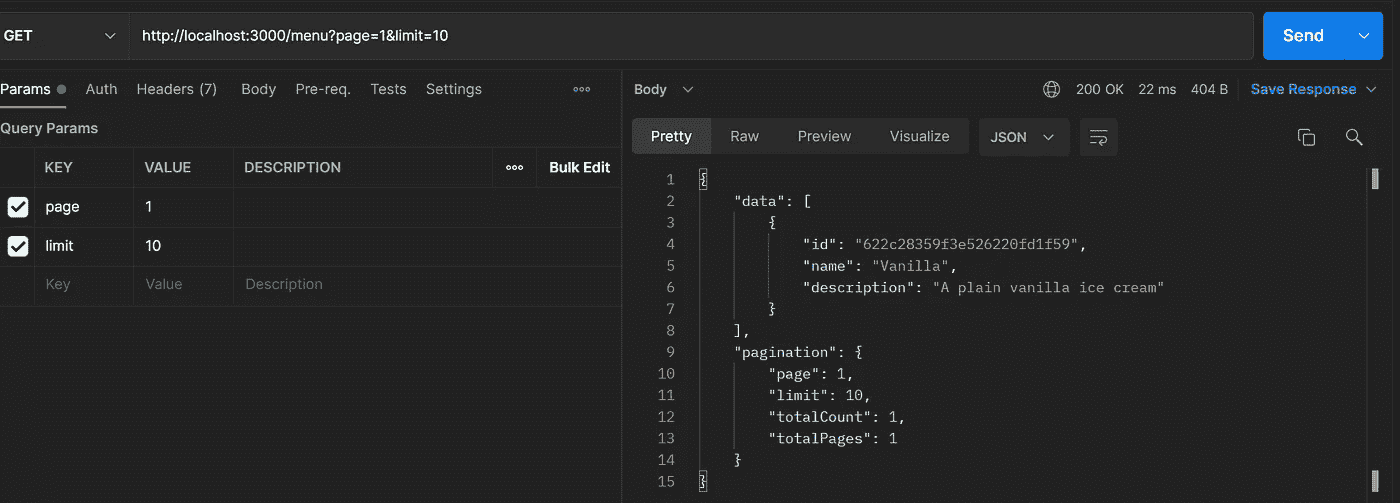 GET http://localhost:3000/menu?page=1&limit=10 Send
Params Auth Headers (7) Body Pre-req. Tests Settings
Query Params
KEY VALUE DESCRIPTION Bulk Edit
page 1
limit 10
Key Value Description
Body 200 OK 22 ms 404 B Save Response
Pretty Raw Preview Visualize JSON
1 {
2 "data": [
3 {
4 "id": "622c28359f3e526220fd1f59",
5 "name": "Vanilla",
6 "description": "A plain vanilla ice cream"
7 }
8 ],
9 "pagination": {
10 "page": 1,
11 "limit": 10,
12 "totalCount": 1,
13 "totalPages": 1
14 }
15 }